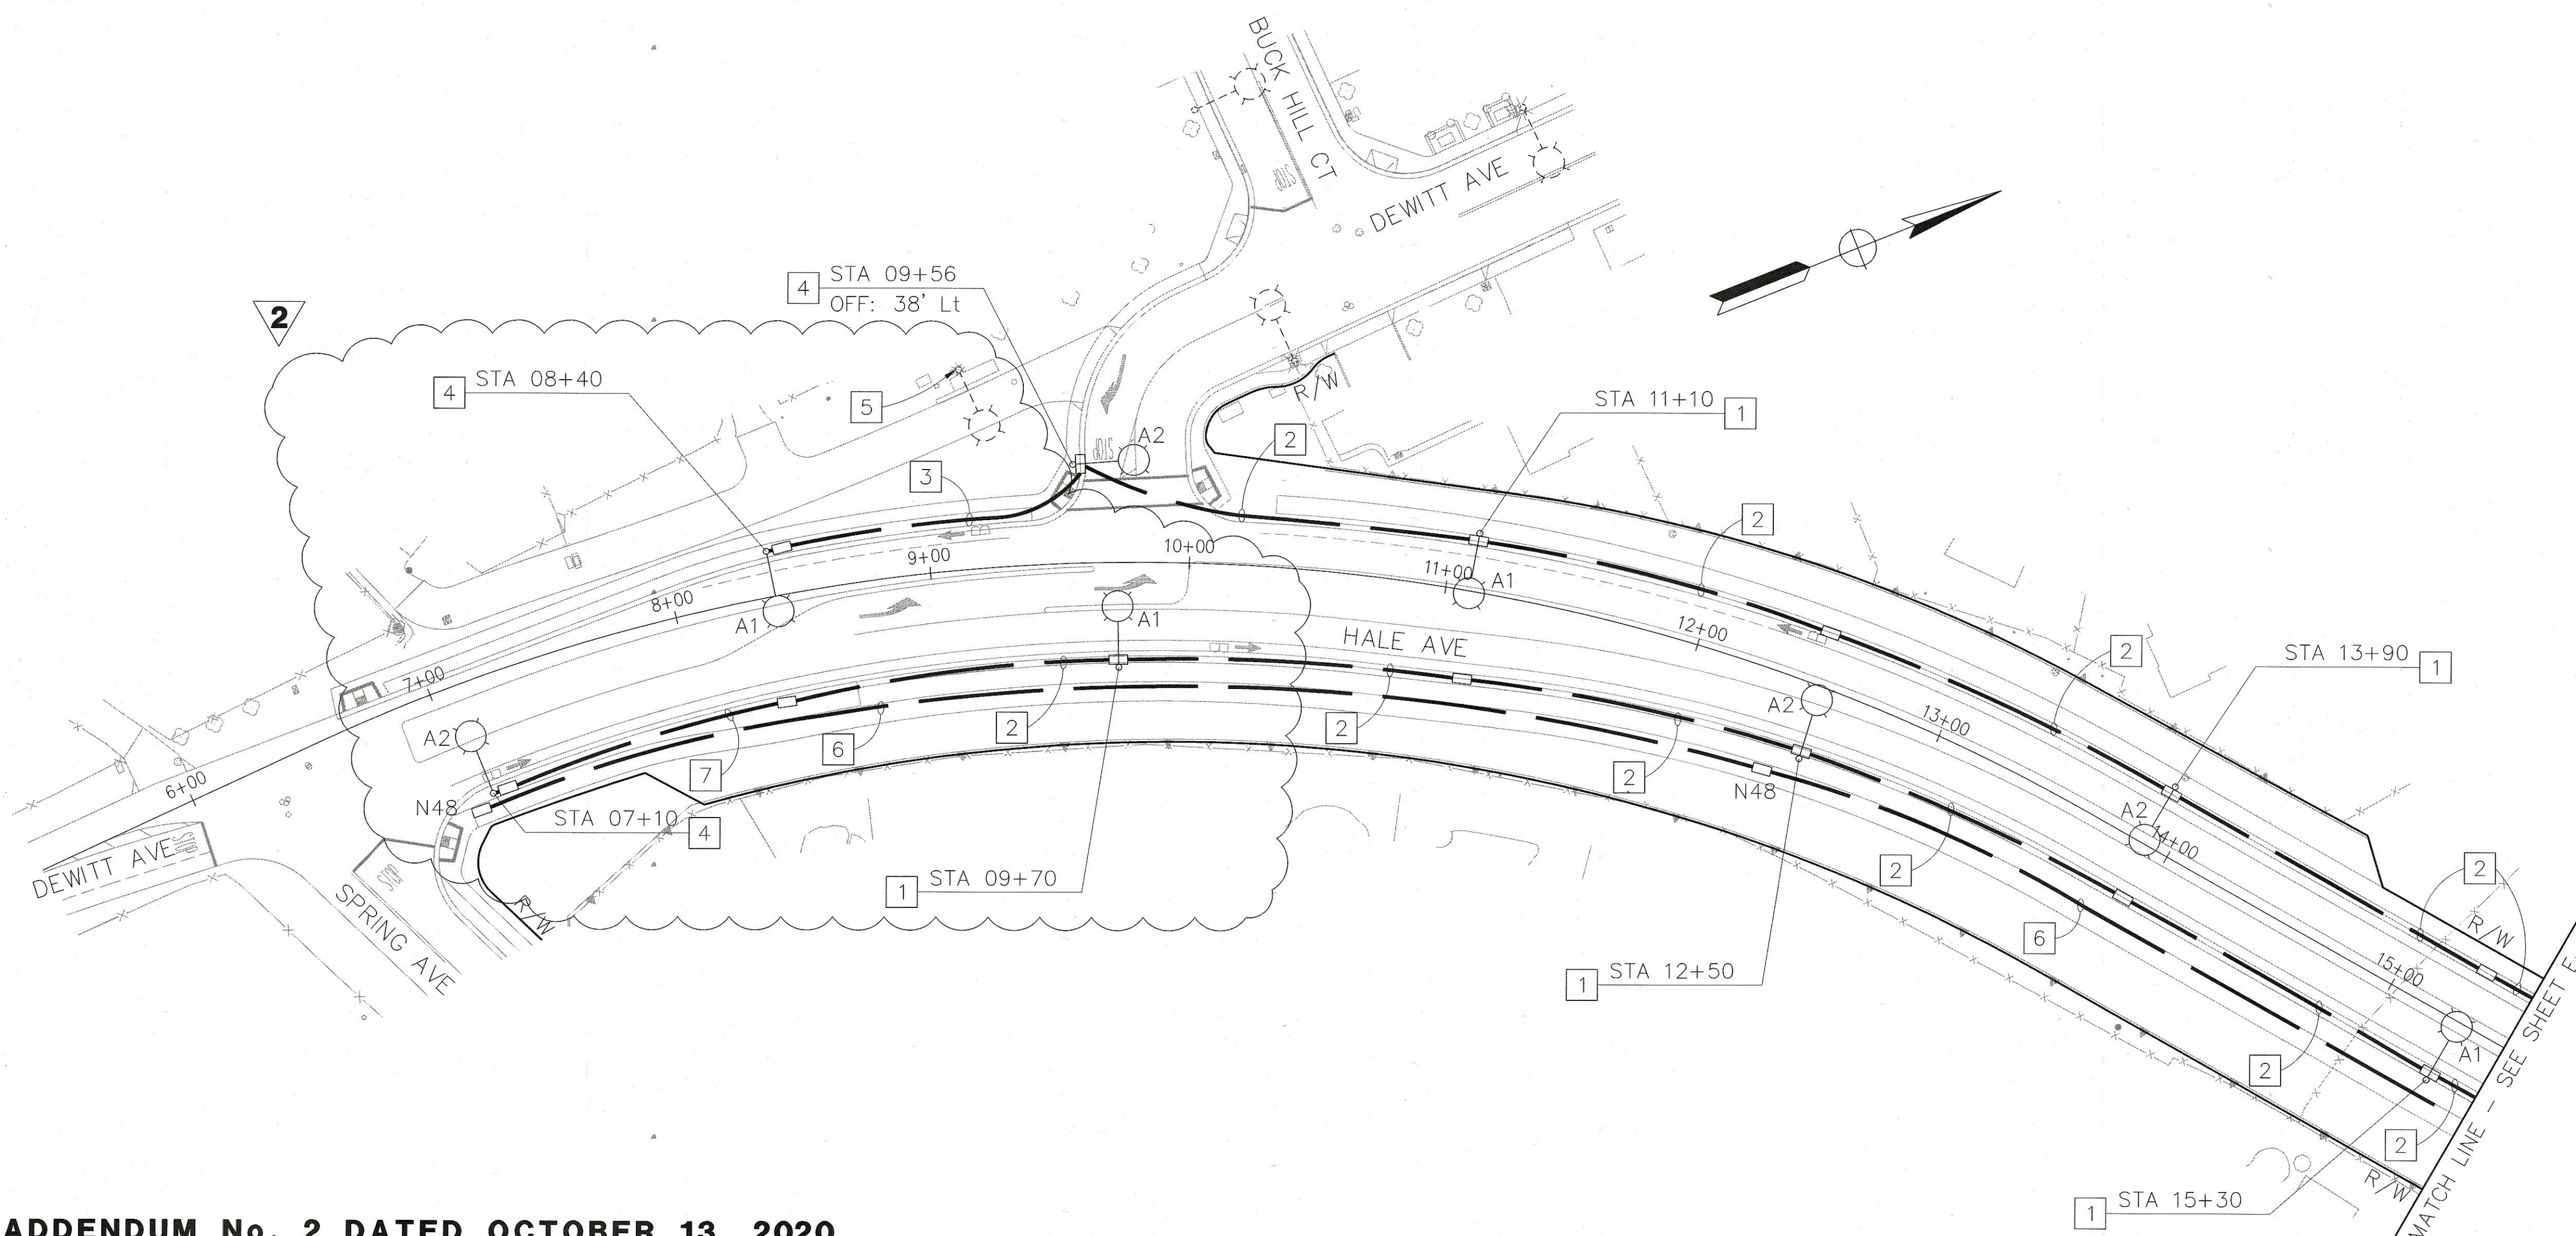 BUCK HILL CT
STOP
DEWITT AVE
4
STA 09+56
OFF: 38' Lt
2
4
STA 08+40
5
R/W
STA 11+10
1
A2
STOP
2
3
2
10+00
9+00
11+00
A1
8+00
A1
A1
HALE AVE
12+00
2
STA 13+90
1
7+00
A2
A2
13+00
6+00
7
6
2
2
2
N48
N48
STA 07+10
4
A2
14+00
DEWITT AVE
STOP
STOP
SPRING AVE
R/W
1
STA 09+70
2
2
R/W
6
1
STA 12+50
15+00
A1
2
2
R/W
1
STA 15+30
MATCH LINE - SEE SHEET
ADDENDUM No. 2 DATED OCTOBER 13, 2020